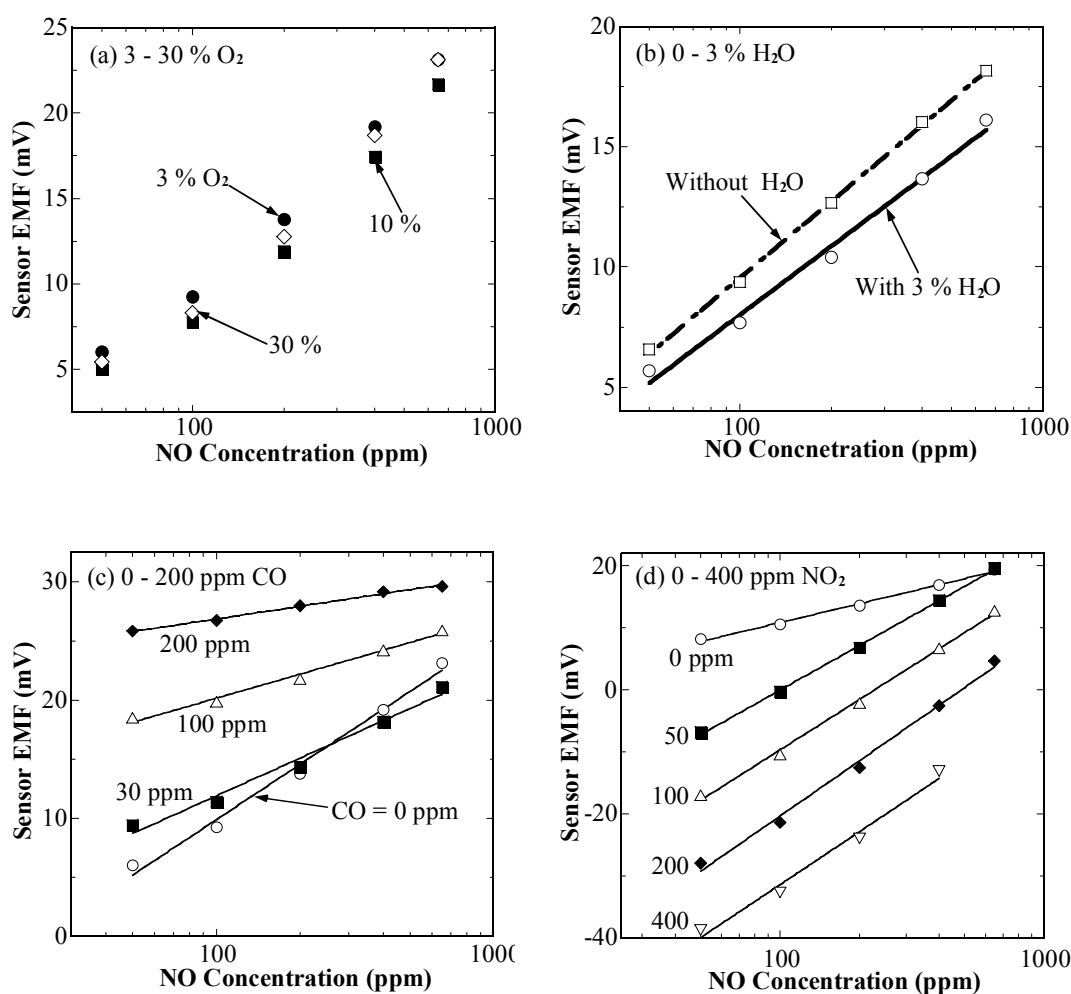 (a) 3 - 30 % O₂
25
20
15
10
5
Sensor EMF (mV)
3 % O₂
10 %
30 %
100
1000
NO Concentration (ppm)
(b) 0 - 3 % H₂O
20
15
10
5
Sensor EMF (mV)
Without H₂O
With 3 % H₂O
100
1000
NO Concnetration (ppm)
(c) 0 - 200 ppm CO
30
20
10
0
Sensor EMF (mV)
200 ppm
100 ppm
30 ppm
CO = 0 ppm
100
1000
NO Concentration (ppm)
(d) 0 - 400 ppm NO₂
20
0
-20
-40
Sensor EMF (mV)
0 ppm
50
100
200
400
100
1000
NO Concentration (ppm)